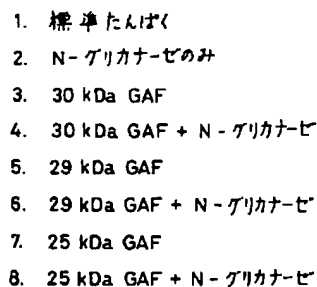 1. 標準たんぱく
2. N-グリカナーゼのみ
3. 30 kDa GAF
4. 30 kDa GAF + N-グリカナーゼ
5. 29 kDa GAF
6. 29 kDa GAF + N-グリカナーゼ
7. 25 kDa GAF
8. 25 kDa GAF + N-グリカナーゼ